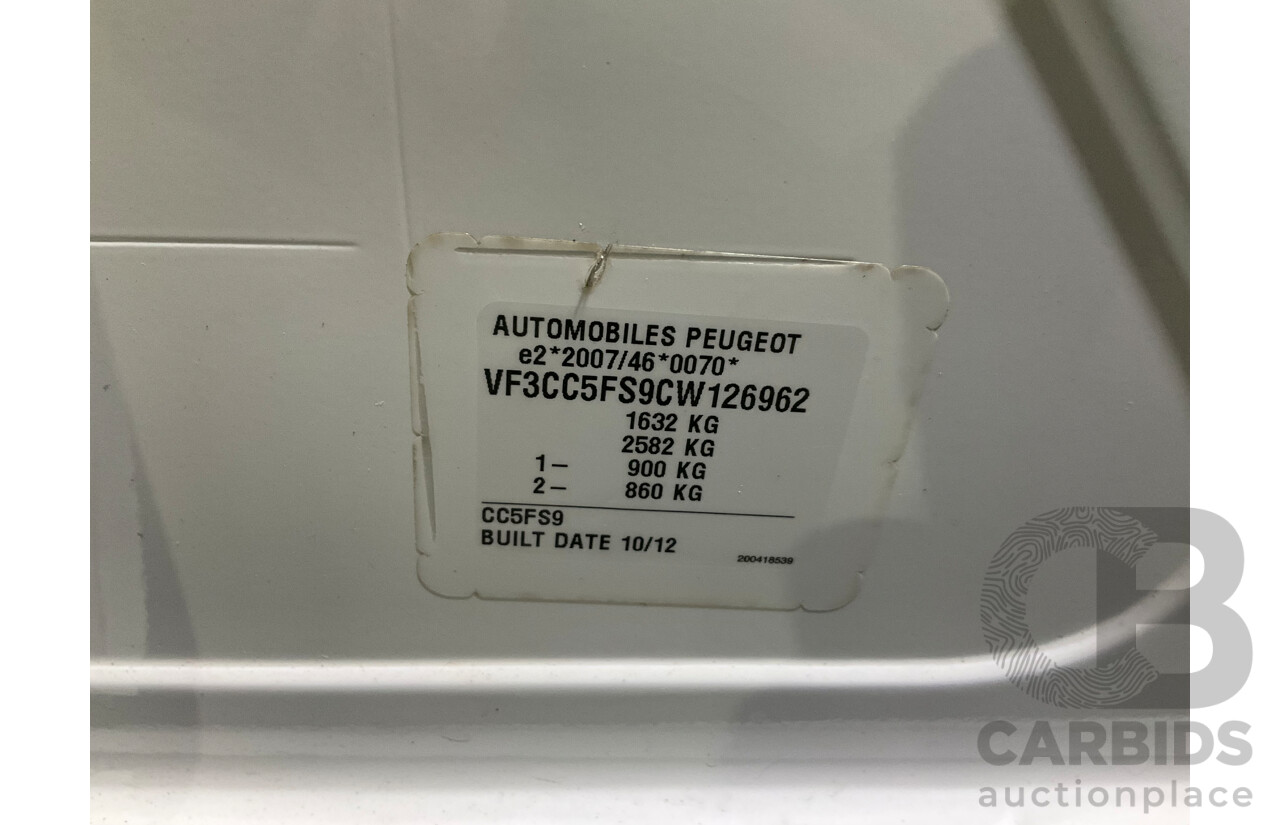 AUTOMOBILES PEUGEOT
e2*2007/46*0070*
VF3CC5FS9CW126962
1632 KG
2582 KG
1– 900 KG
2– 860 KG
CC5FS9
BUILT DATE 10/12
200418539
CB
CARBIDS
auctionplace